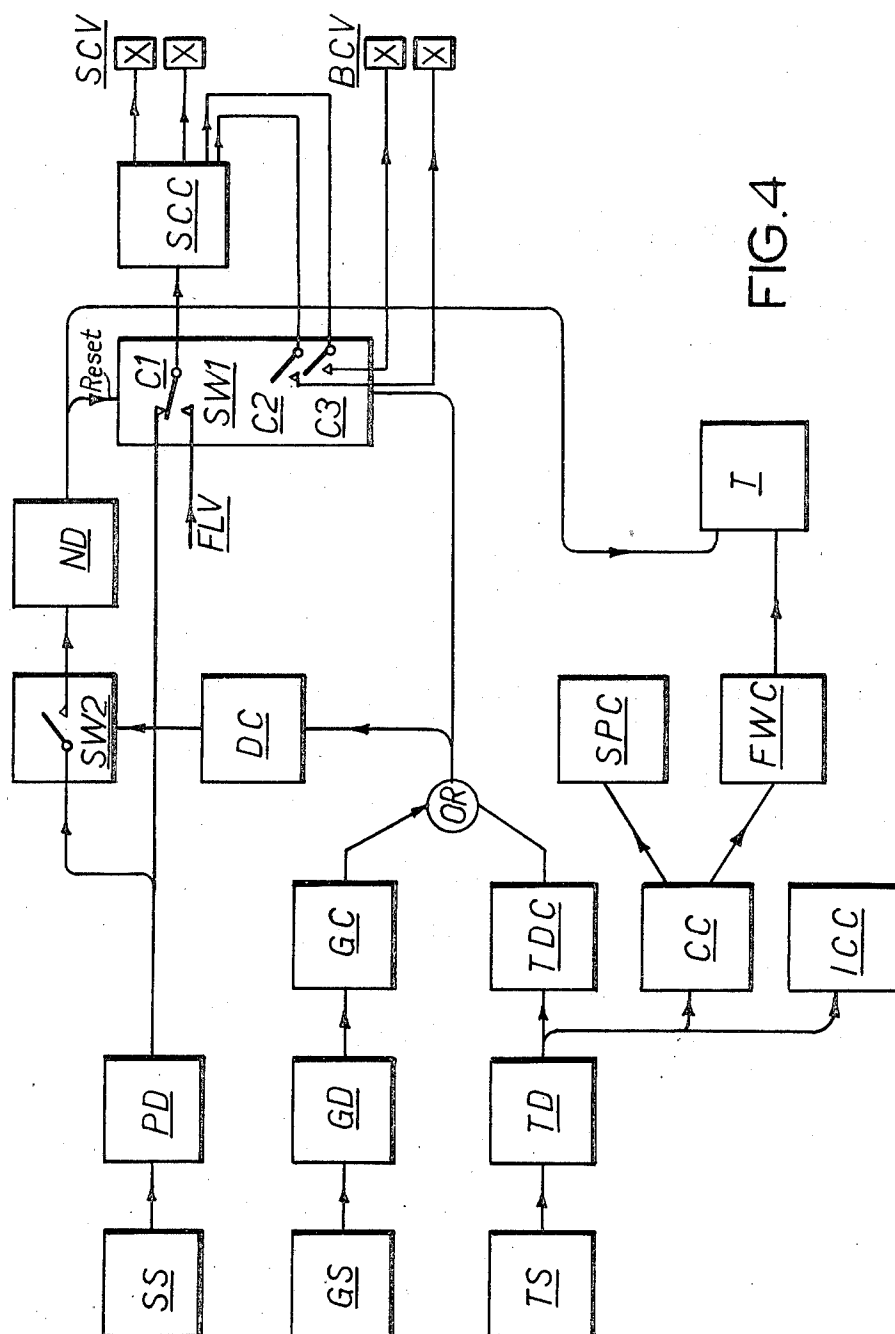 ND
SW2
SCV
Reset
X
C1
SS
PD
SCC
X
FLV
SW1
DC
C2
C3
GS
GD
GC
BCV
X
OR
X
TS
TD
TDC
SPC
CC
I
FWC
FIG.4
ICC